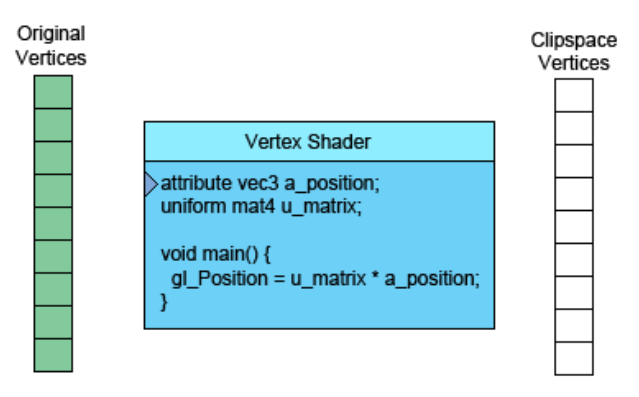 Original
Vertices
Clipspace
Vertices
Vertex Shader
attribute vec3 a_position;
uniform mat4 u_matrix;
void main() {
gl_Position = u_matrix * a_position;
}